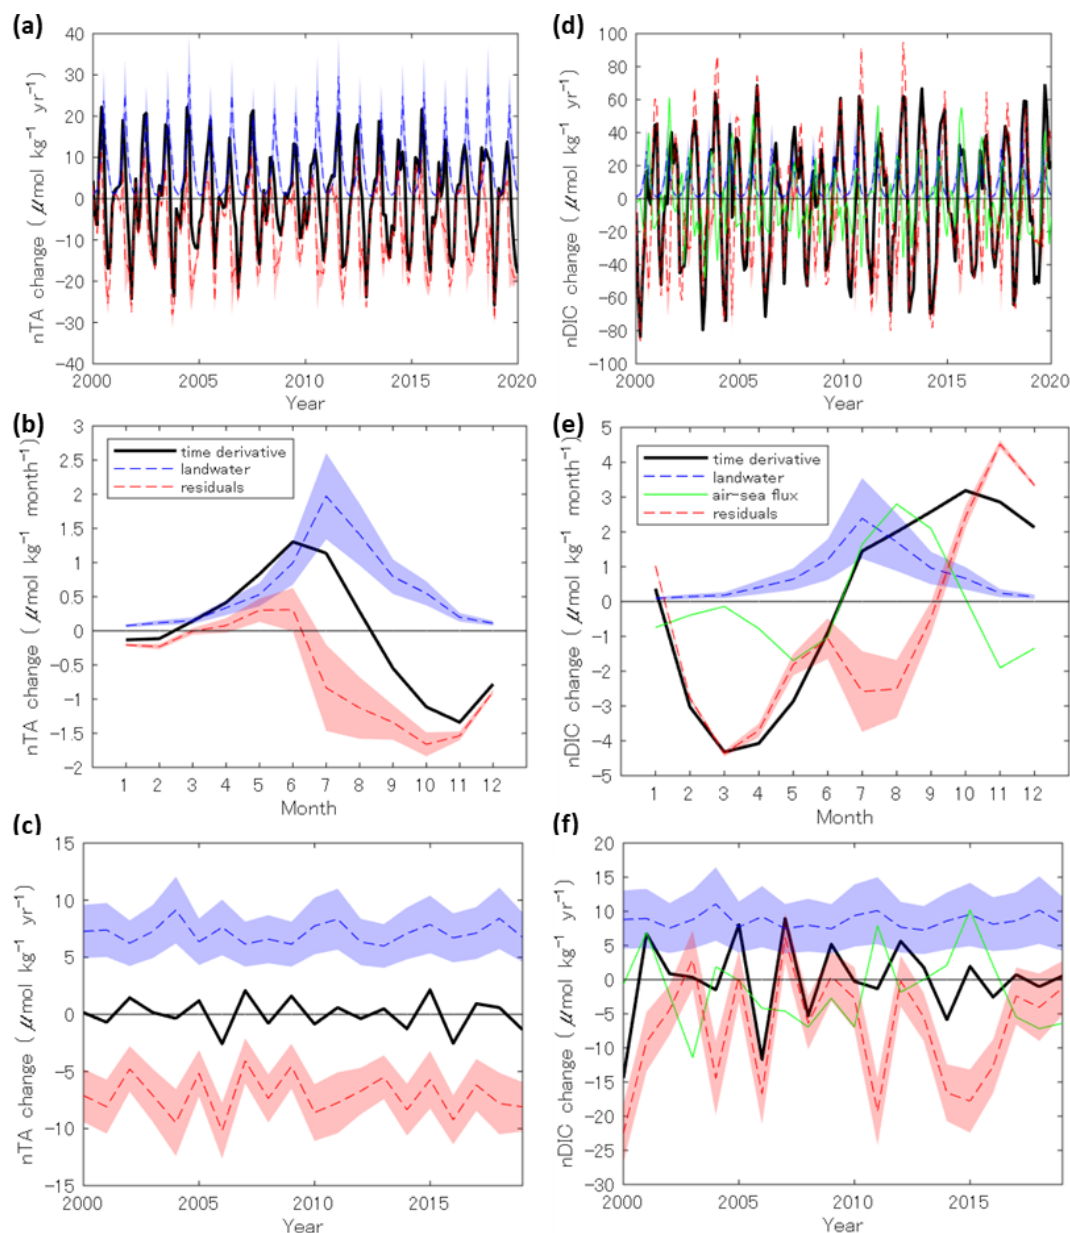 (a)
nTA change ( μmol kg⁻¹ yr⁻¹)
40
30
20
10
0
−10
−20
−30
−40
2000 2005 2010 2015 2020
Year
(d)
nDIC change ( μmol kg⁻¹ yr⁻¹)
100
80
60
40
20
0
−20
−40
−60
−80
−100
2000 2005 2010 2015 2020
Year
(b)
nTA change ( μmol kg⁻¹ month⁻¹)
3
2.5
2
1.5
1
0.5
0
−0.5
−1
−1.5
−2
time derivative
landwater
residuals
1 2 3 4 5 6 7 8 9 10 11 12
Month
(e)
nDIC change ( μmol kg⁻¹ month⁻¹)
5
4
3
2
1
0
−1
−2
−3
−4
−5
time derivative
landwater
air−sea flux
residuals
1 2 3 4 5 6 7 8 9 10 11 12
Month
(c)
nTA change ( μmol kg⁻¹ yr⁻¹)
15
10
5
0
−5
−10
−15
2000 2005 2010 2015
Year
(f)
nDIC change ( μmol kg⁻¹ yr⁻¹)
20
15
10
5
0
−5
−10
−15
−20
−25
−30
2000 2005 2010 2015
Year